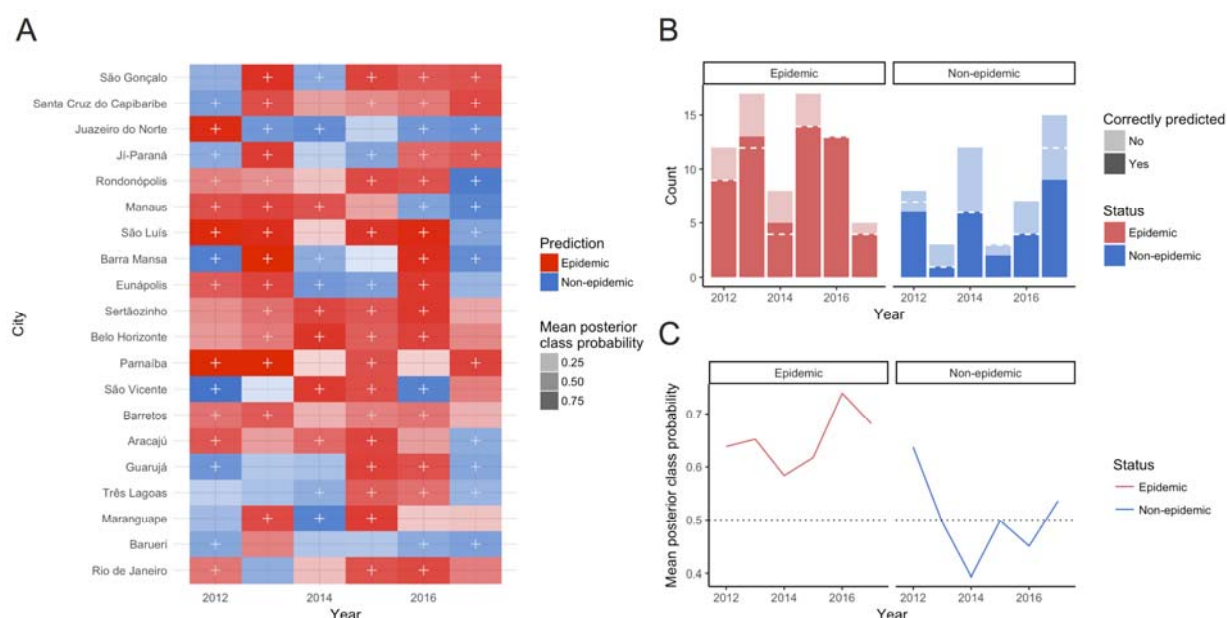 A
São Gonçalo
Santa Cruz do Capibaribe
Juazeiro do Norte
Jí-Paraná
Rondonópolis
Manaus
São Luís
Barra Mansa
Eunápolis
Sertãozinho
Belo Horizonte
Parnaíba
São Vicente
Barretos
Aracajú
Guarujá
Três Lagoas
Maranguape
Barueri
Rio de Janeiro
City
2012
2014
2016
Year
Prediction
Epidemic
Non-epidemic
Mean posterior
class probability
0.25
0.50
0.75
B
Epidemic
Non-epidemic
15
10
5
0
Count
2012
2014
2016
2012
2014
2016
Year
Correctly predicted
No
Yes
Status
Epidemic
Non-epidemic
C
Epidemic
Non-epidemic
0.7
0.6
0.5
0.4
Mean posterior class probability
2012
2014
2016
2012
2014
2016
Year
Status
Epidemic
Non-epidemic